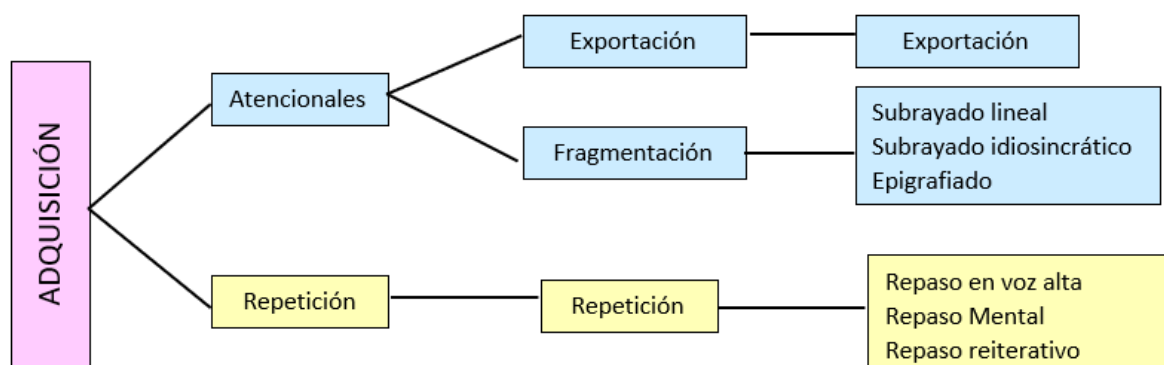 ADQUISICIÓN
Atencionales
Exportación
Exportación
Fragmentación
Subrayado lineal
Subrayado idiosincrático
Epigrafiado
Repetición
Repetición
Repaso en voz alta
Repaso Mental
Repaso reiterativo